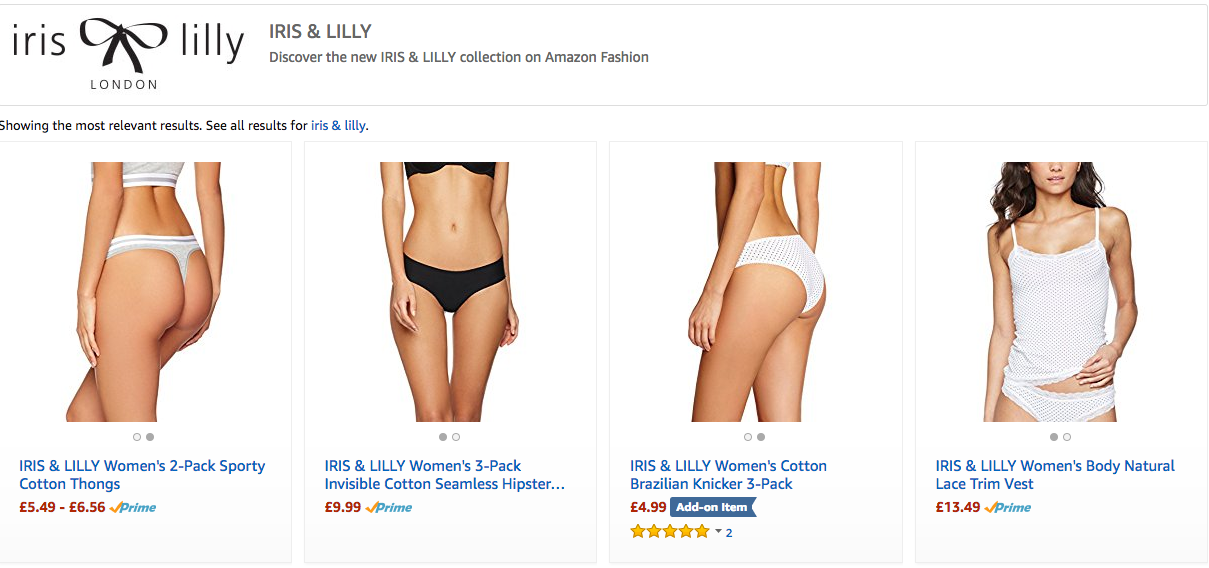 iris lilly
LONDON
IRIS & LILLY
Discover the new IRIS & LILLY collection on Amazon Fashion
Showing the most relevant results. See all results for iris & lilly.
IRIS & LILLY Women's 2-Pack Sporty
Cotton Thongs
£5.49 - £6.56 Prime
IRIS & LILLY Women's 3-Pack
Invisible Cotton Seamless Hipster…
£9.99 Prime
IRIS & LILLY Women's Cotton
Brazilian Knicker 3-Pack
£4.99 Add-on Item
2
IRIS & LILLY Women's Body Natural
Lace Trim Vest
£13.49 Prime